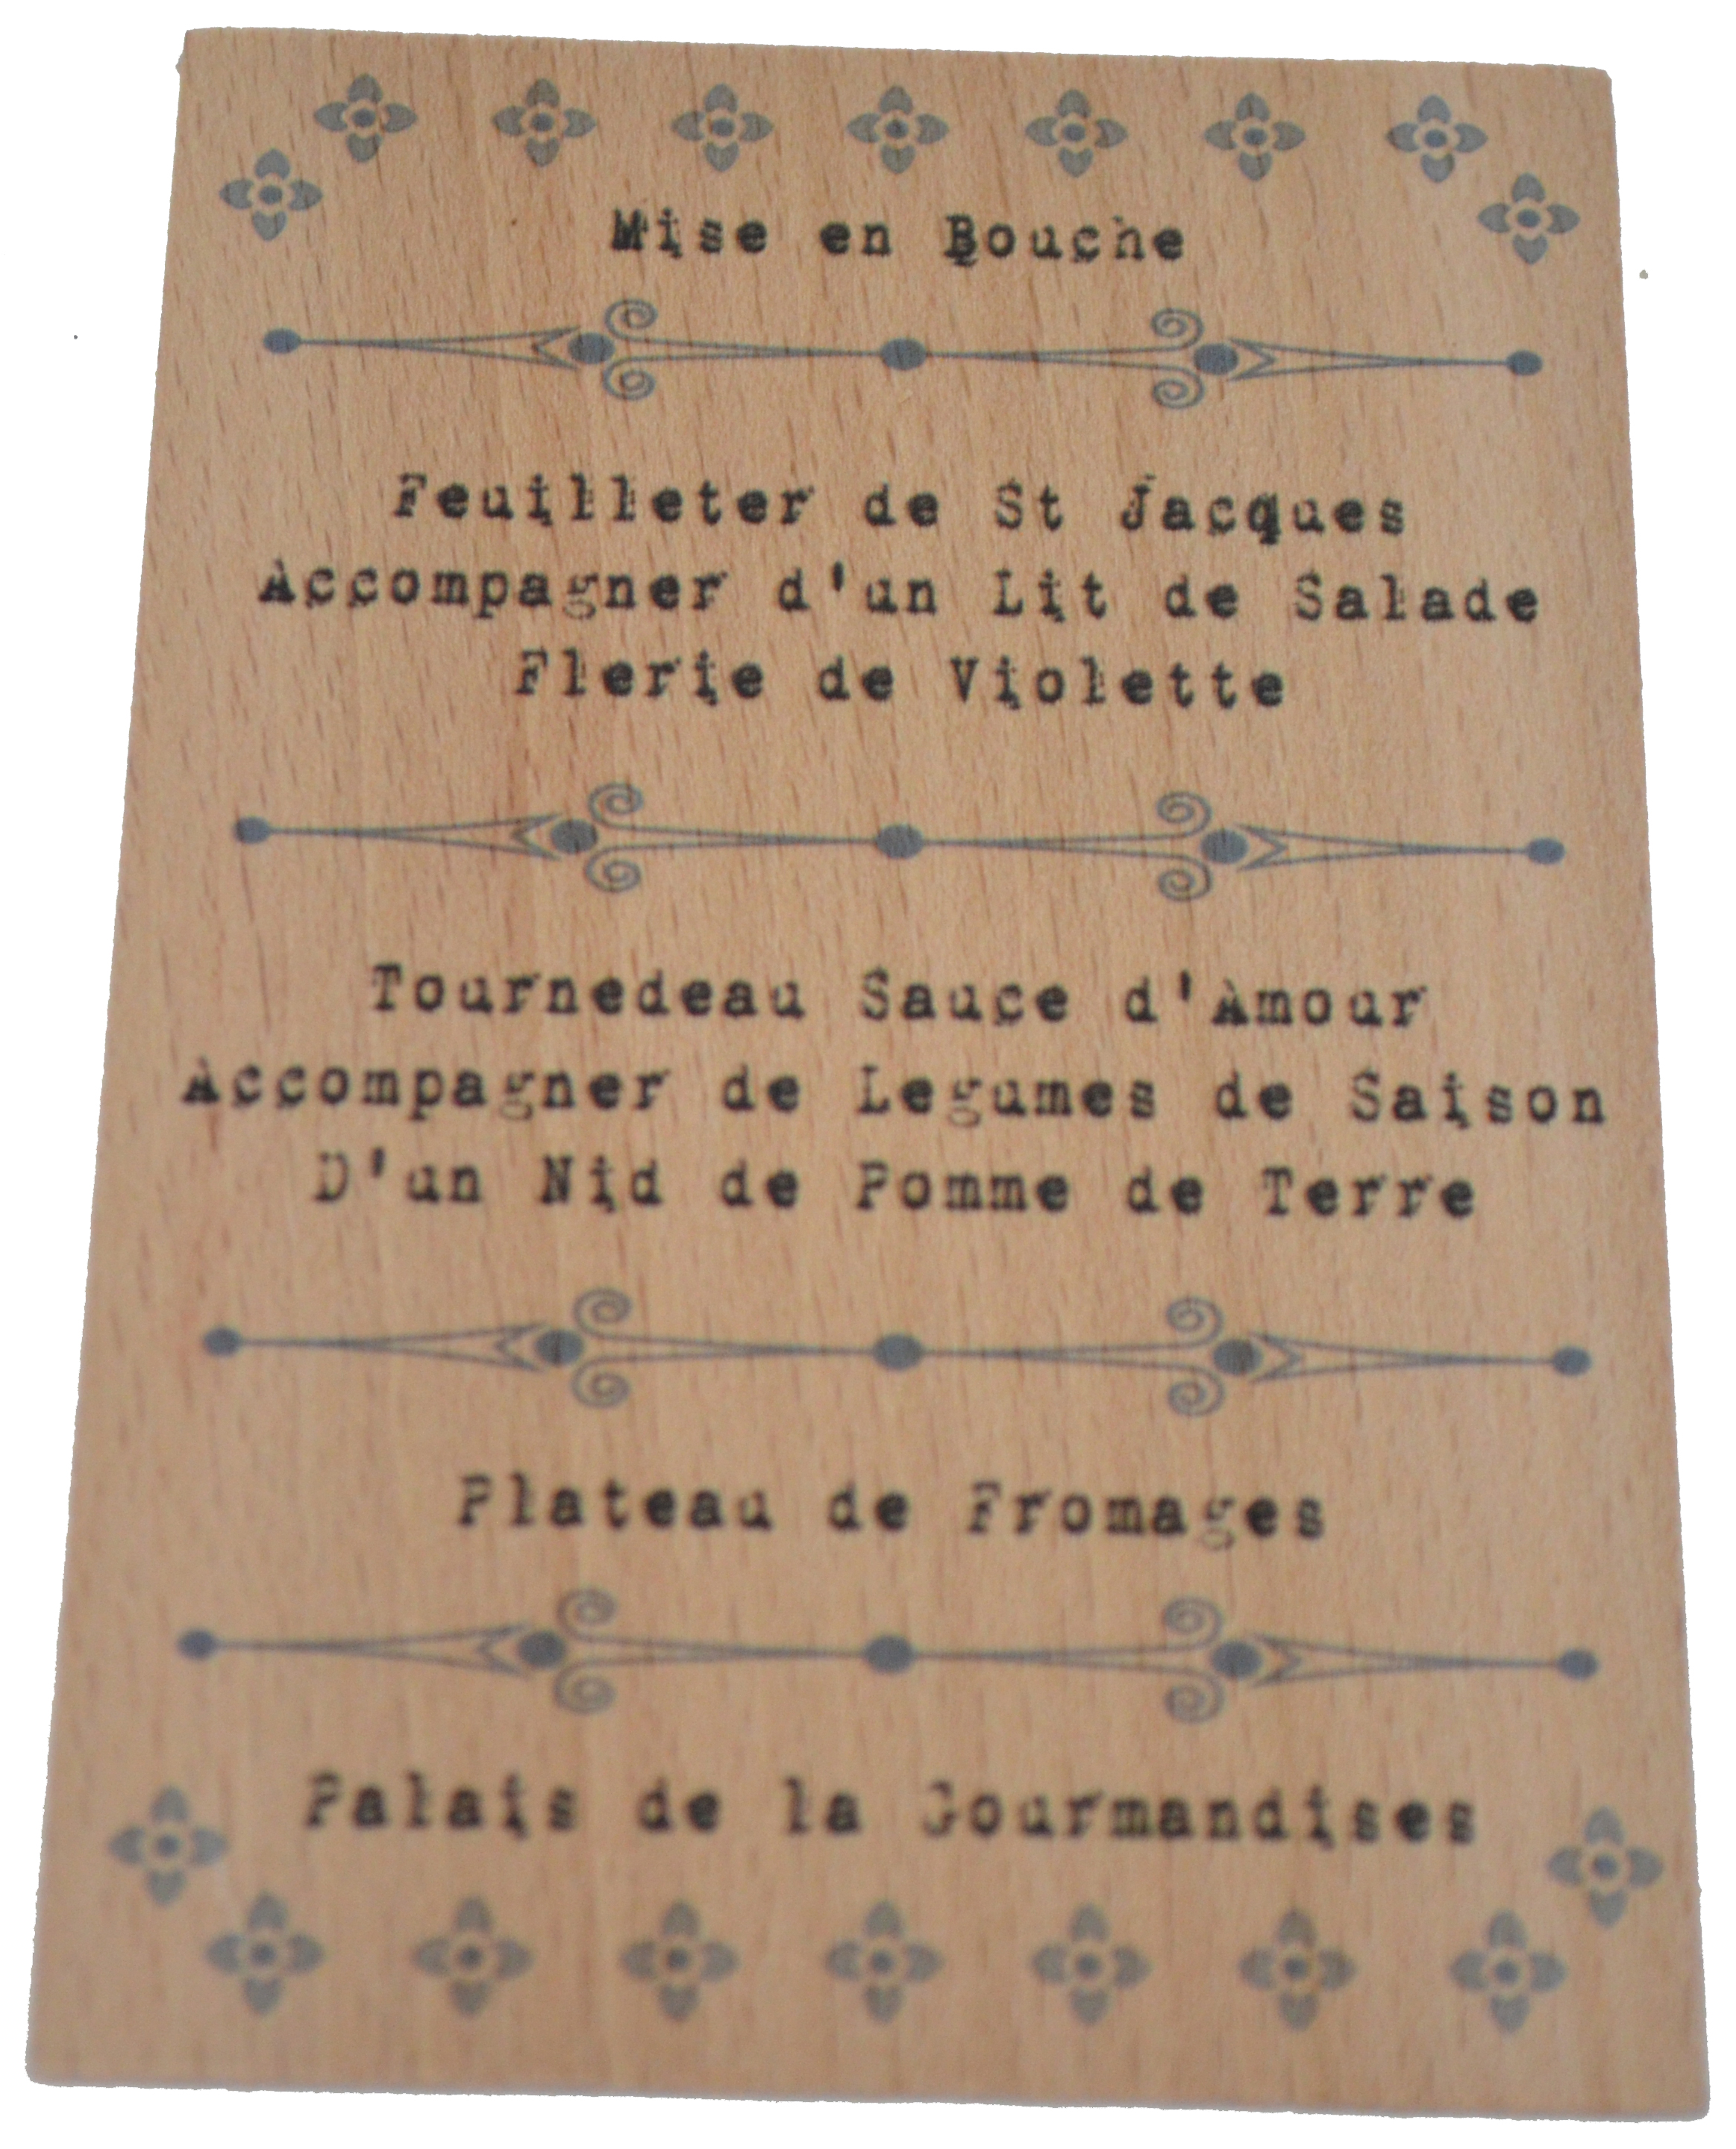 Mise en Bouche
Feuilleter de St Jacques
Accompagner d'un Lit de Salade
Flerie de Violette
Tournedeau Sauce d'Amour
Accompagner de Legumes de Saison
D'un Nid de Pomme de Terre
Plateau de Fromages
Palais de la Gourmandises